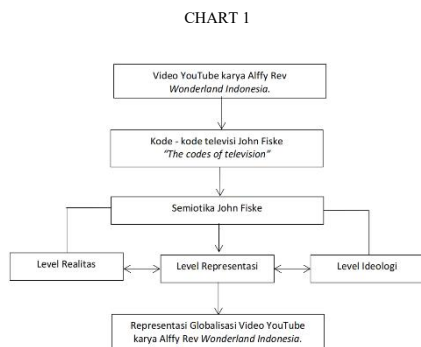 CHART 1
Video YouTube karya Alffy Rev
Wonderland Indonesia.
Kode - kode televisi John Fiske
"The codes of television"
Semiotika John Fiske
Level Realitas
Level Representasi
Level Ideologi
Representasi Globalisasi Video YouTube
karya Alffy Rev Wonderland Indonesia.